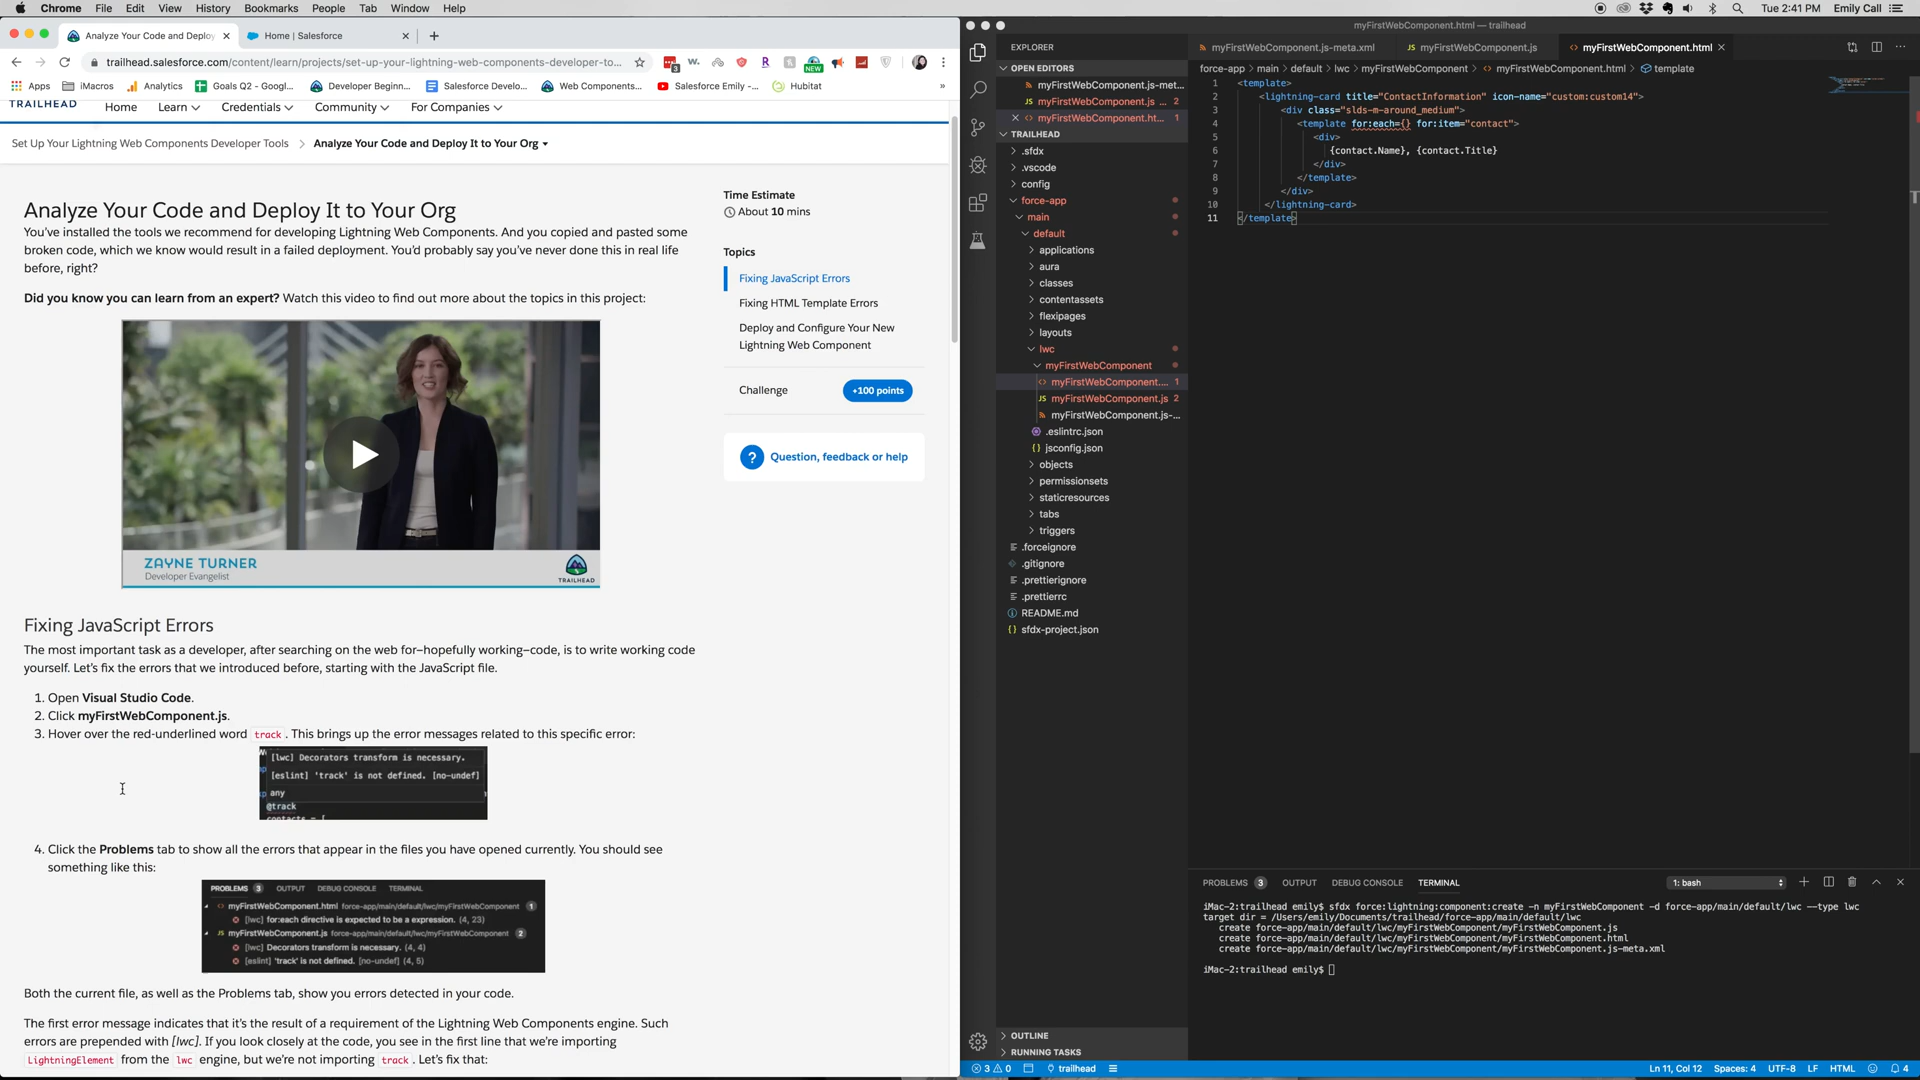 Chrome File Edit View History Bookmarks People Tab Window Help
Tue 2:41 PM Emily Call
Analyze Your Code and Deploy
Home | Salesforce
trailhead.salesforce.com/content/learn/projects/set-up-your-lightning-web-components-developer-to...
Apps iMacros Analytics Goals Q2 - Googl... Developer Beginn... Salesforce Develo... Web Components... Salesforce Emily -... Hubitat »
TRAILHEAD Home Learn Credentials Community For Companies
Set Up Your Lightning Web Components Developer Tools > Analyze Your Code and Deploy It to Your Org
Analyze Your Code and Deploy It to Your Org
You've installed the tools we recommend for developing Lightning Web Components. And you copied and pasted some
broken code, which we know would result in a failed deployment. You'd probably say you've never done this in real life
before, right?
Did you know you can learn from an expert? Watch this video to find out more about the topics in this project:
ZAYNE TURNER
Developer Evangelist
TRAILHEAD
Fixing JavaScript Errors
The most important task as a developer, after searching on the web for–hopefully working–code, is to write working code
yourself. Let's fix the errors that we introduced before, starting with the JavaScript file.
1. Open Visual Studio Code.
2. Click myFirstWebComponent.js.
3. Hover over the red-underlined word track . This brings up the error messages related to this specific error:
[lwc] Decorators transform is necessary.
[eslint] 'track' is not defined. [no-undef]
any
@track
contacts = [
4. Click the Problems tab to show all the errors that appear in the files you have opened currently. You should see
something like this:
PROBLEMS 3 OUTPUT DEBUG CONSOLE TERMINAL
myFirstWebComponent.html force-app/main/default/lwc/myFirstWebComponent 1
[lwc] for:each directive is expected to be a expression. (4, 23)
JS myFirstWebComponent.js force-app/main/default/lwc/myFirstWebComponent 2
[lwc] Decorators transform is necessary. (4, 4)
[eslint] 'track' is not defined. [no-undef] (4, 5)
Both the current file, as well as the Problems tab, show you errors detected in your code.
The first error message indicates that it's the result of a requirement of the Lightning Web Components engine. Such
errors are prepended with [lwc]. If you look closely at the code, you see in the first line that we're importing
LightningElement from the lwc engine, but we're not importing track . Let's fix that:
Time Estimate
About 10 mins
Topics
Fixing JavaScript Errors
Fixing HTML Template Errors
Deploy and Configure Your New
Lightning Web Component
Challenge +100 points
? Question, feedback or help
myFirstWebComponent.html — trailhead
EXPLORER
OPEN EDITORS
myFirstWebComponent.js-met...
JS myFirstWebComponent.js ... 2
myFirstWebComponent.ht... 1
TRAILHEAD
.sfdx
.vscode
config
force-app
main
default
applications
aura
classes
contentassets
flexipages
layouts
lwc
myFirstWebComponent
myFirstWebComponent.... 1
JS myFirstWebComponent.js 2
myFirstWebComponent.js-...
.eslintrc.json
{ } jsconfig.json
objects
permissionsets
staticresources
tabs
triggers
.forceignore
.gitignore
.prettierignore
.prettierrc
README.md
{ } sfdx-project.json
OUTLINE
RUNNING TASKS
myFirstWebComponent.js-meta.xml JS myFirstWebComponent.js <> myFirstWebComponent.html
force-app > main > default > lwc > myFirstWebComponent > <> myFirstWebComponent.html > template
1 <template>
2 <lightning-card title="ContactInformation" icon-name="custom:custom14">
3 <div class="slds-m-around_medium">
4 <template for:each={} for:item="contact">
5 <div>
6 {contact.Name}, {contact.Title}
7 </div>
8 </template>
9 </div>
10 </lightning-card>
11 </template>
PROBLEMS 3 OUTPUT DEBUG CONSOLE TERMINAL 1: bash
iMac-2:trailhead emily$ sfdx force:lightning:component:create -n myFirstWebComponent -d force-app/main/default/lwc --type lwc
target dir = /Users/emily/Documents/trailhead/force-app/main/default/lwc
create force-app/main/default/lwc/myFirstWebComponent/myFirstWebComponent.js
create force-app/main/default/lwc/myFirstWebComponent/myFirstWebComponent.html
create force-app/main/default/lwc/myFirstWebComponent/myFirstWebComponent.js-meta.xml
iMac-2:trailhead emily$
3 0 trailhead Ln 11, Col 12 Spaces: 4 UTF-8 LF HTML 4